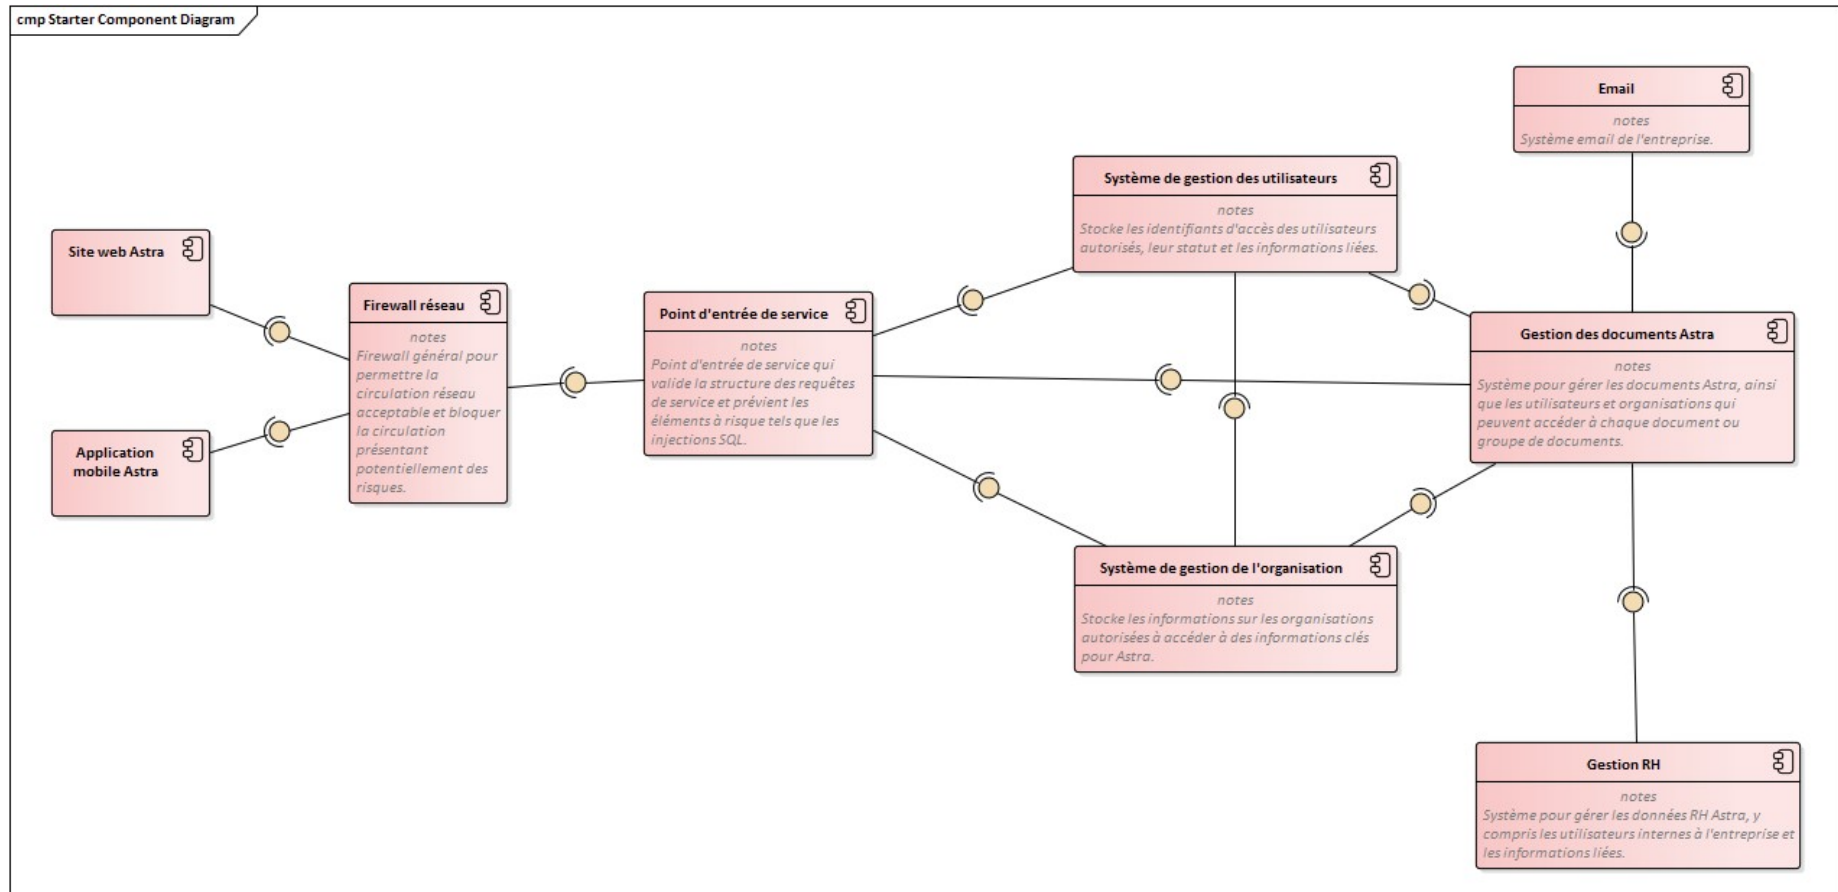 cmp Starter Component Diagram
Email
notes
Système email de l'entreprise.
Système de gestion des utilisateurs
notes
Stocke les identifiants d'accès des utilisateurs
autorisés, leur statut et les informations liées.
Site web Astra
Firewall réseau
notes
Firewall général pour
permettre la
circulation réseau
acceptable et bloquer
la circulation
présentant
potentiellement des
risques.
Point d'entrée de service
notes
Point d'entrée de service qui
valide la structure des requêtes
de service et prévient les
éléments à risque tels que les
injections SQL.
Gestion des documents Astra
notes
Système pour gérer les documents Astra, ainsi
que les utilisateurs et organisations qui
peuvent accéder à chaque document ou
groupe de documents.
Application
mobile Astra
Système de gestion de l'organisation
notes
Stocke les informations sur les organisations
autorisées à accéder à des informations clés
pour Astra.
Gestion RH
notes
Système pour gérer les données RH Astra, y
compris les utilisateurs internes à l'entreprise et
les informations liées.